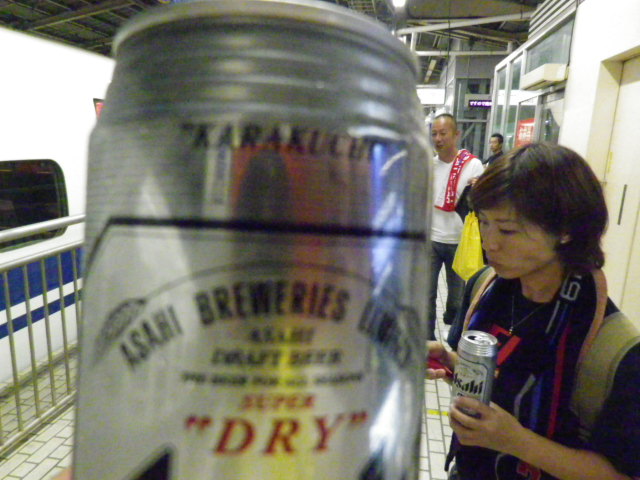 "KARAKUCHI"
ASAHI BREWERIES LIMITED
ASAHI
DRAFT BEER
SUPER
"DRY"
Asahi